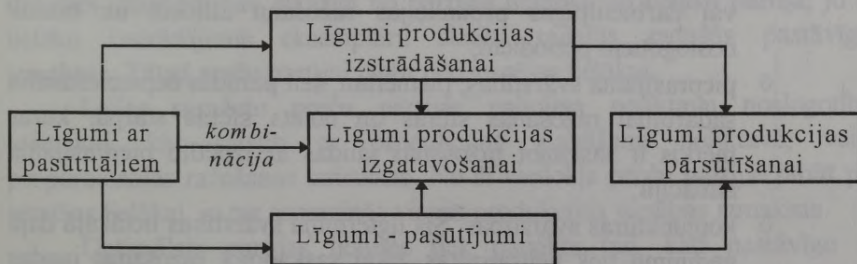 Līgumi produkcijas
izstrādāšanai
Līgumi ar
pasūtītājiem
kombi-
nācija
Līgumi produkcijas
izgatavošanai
Līgumi produkcijas
pārsūtīšanai
Līgumi - pasūtījumi